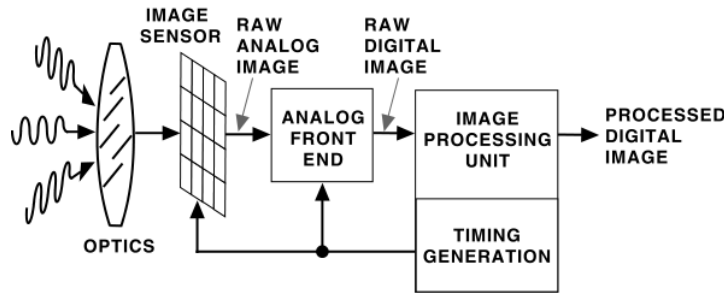 IMAGE
SENSOR
RAW
ANALOG
IMAGE
RAW
DIGITAL
IMAGE
ANALOG
FRONT
END
IMAGE
PROCESSING
UNIT
PROCESSED
DIGITAL
IMAGE
OPTICS
TIMING
GENERATION